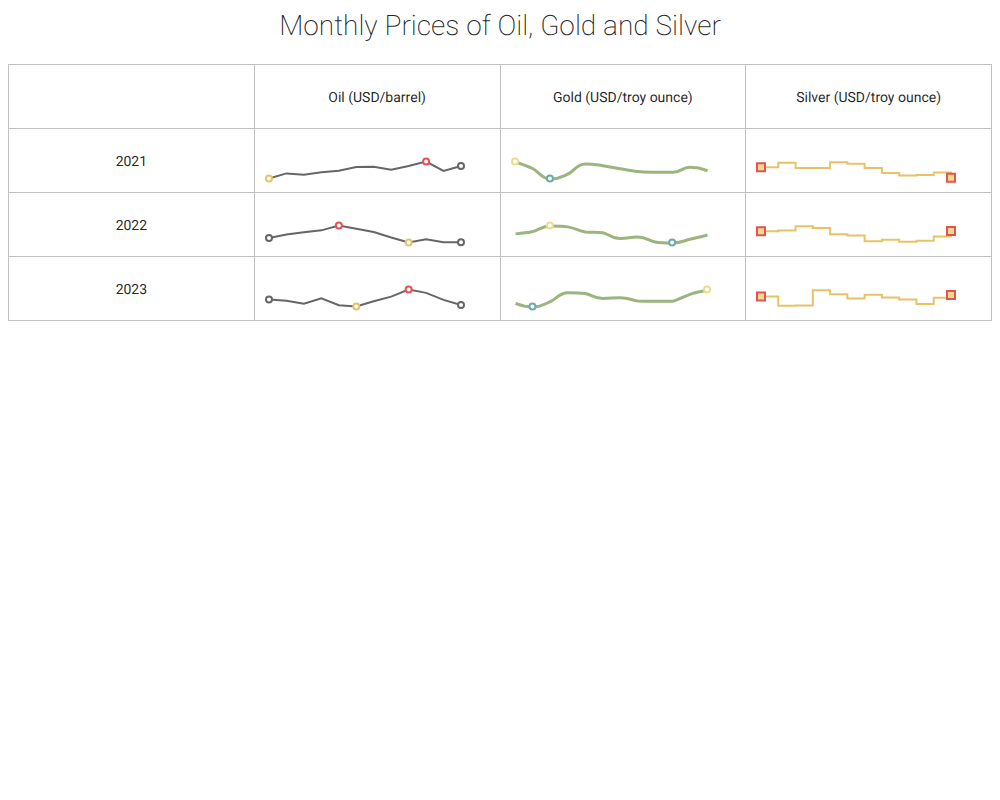 Monthly Prices of Oil, Gold and Silver
Oil (USD/barrel)
Gold (USD/troy ounce)
Silver (USD/troy ounce)
2021
2022
2023